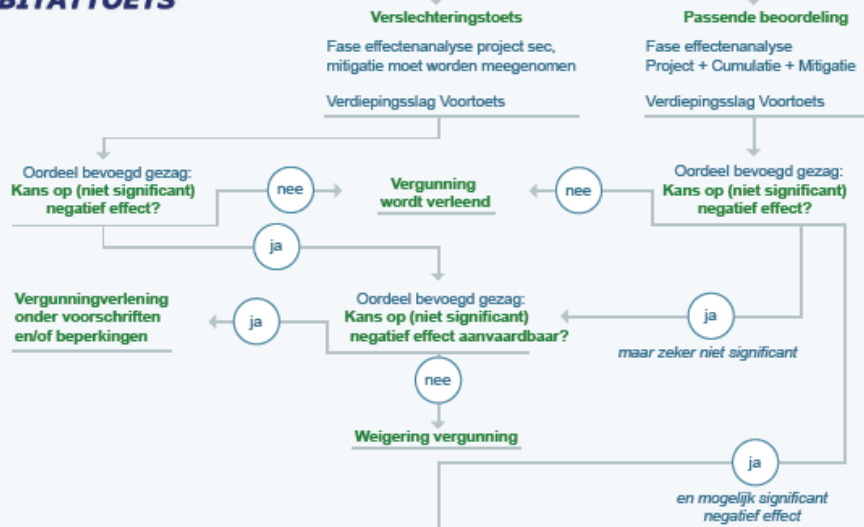 BITATTOETS
Verslechteringstoets
Fase effectenanalyse project sec,
mitigatie moet worden meegenomen
Verdiepingsslag Voortoets
Passende beoordeling
Fase effectenanalyse
Project + Cumulatie + Mitigatie
Verdiepingsslag Voortoets
Oordeel bevoegd gezag:
Kans op (niet significant)
negatief effect?
nee
Vergunning
wordt verleend
nee
Oordeel bevoegd gezag:
Kans op (niet significant)
negatief effect?
ja
Vergunningverlening
onder voorschriften
en/of beperkingen
ja
Oordeel bevoegd gezag:
Kans op (niet significant)
negatief effect aanvaardbaar?
ja
maar zeker niet significant
nee
Weigering vergunning
ja
en mogelijk significant
negatief effect